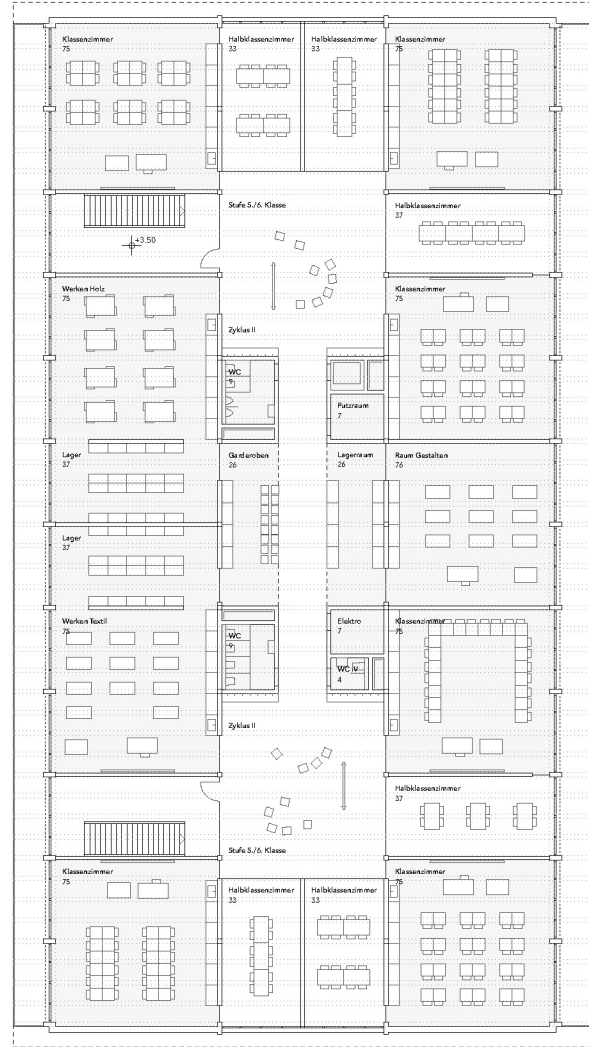 Klassenzimmer
75
Halbklassenzimmer
33
Halbklassenzimmer
33
Klassenzimmer
75
Stufe 5./6. Klasse
Halbklassenzimmer
37
+3.50
Werken Holz
75
Klassenzimmer
75
Zyklus II
WC
9
Putzraum
7
Lager
37
Garderoben
26
Lagerraum
26
Raum Gestalten
76
Lager
37
Werken Textil
75
WC
9
Elektro
7
Klassenzimmer
75
WC IV
4
Zyklus II
Halbklassenzimmer
37
Stufe 5./6. Klasse
Klassenzimmer
75
Halbklassenzimmer
33
Halbklassenzimmer
33
Klassenzimmer
75